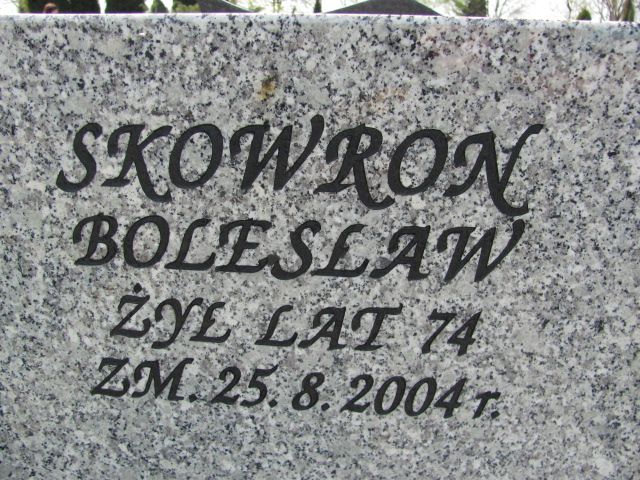 SKOWRON
BOLESŁAW
ŻYŁ LAT 74
ZM. 25. 8. 2004 r.